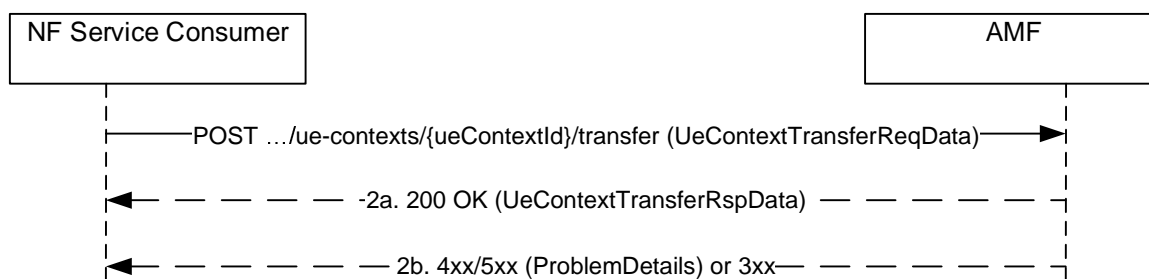 NF Service Consumer
AMF
POST …/ue-contexts/{ueContextId}/transfer (UeContextTransferReqData)
2a. 200 OK (UeContextTransferRspData)
2b. 4xx/5xx (ProblemDetails) or 3xx